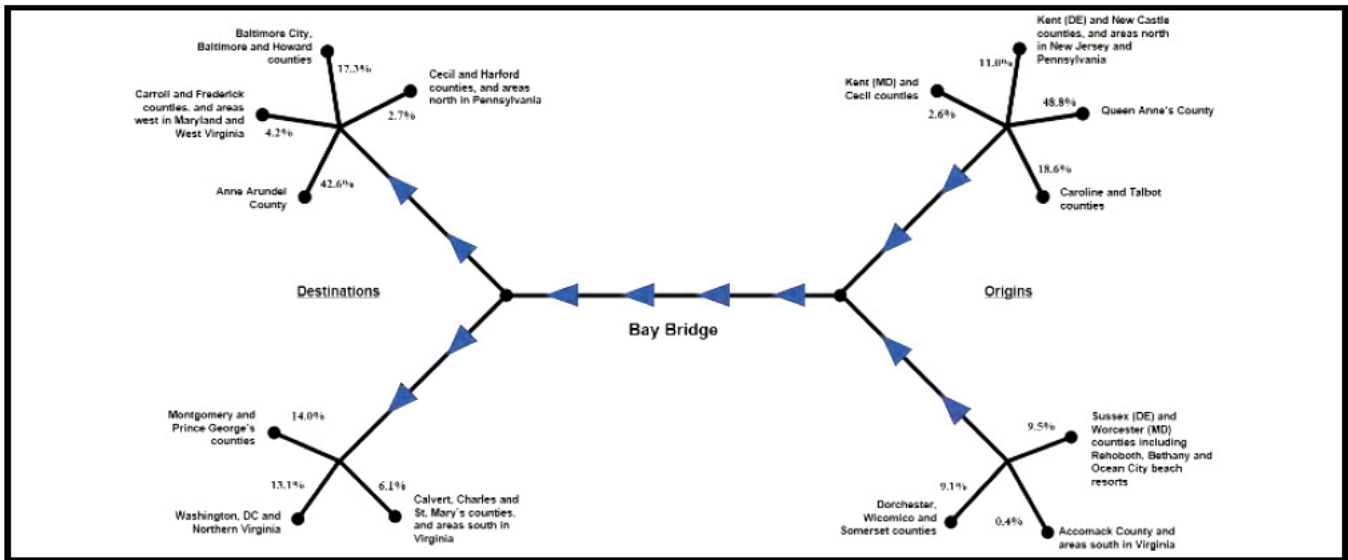 Baltimore City,
Baltimore and Howard
counties
17.3%
Cecil and Harford
counties, and areas
north in Pennsylvania
2.7%
Carroll and Frederick
counties, and areas
west in Maryland and
West Virginia
4.2%
42.6%
Anne Arundel
County
Kent (DE) and New Castle
counties, and areas north
in New Jersey and
Pennsylvania
11.0%
Kent (MD) and
Cecil counties
2.6%
48.8%
Queen Anne's County
18.6%
Caroline and Talbot
counties
Destinations
Bay Bridge
Origins
Montgomery and
Prince George's
counties
14.0%
13.1%
Washington, DC and
Northern Virginia
6.1%
Calvert, Charles and
St. Mary's counties,
and areas south in
Virginia
9.5%
Sussex (DE) and
Worcester (MD)
counties including
Rehoboth, Bethany and
Ocean City beach
resorts
9.1%
Dorchester,
Wicomico and
Somerset counties
0.4%
Accomack County and
areas south in Virginia